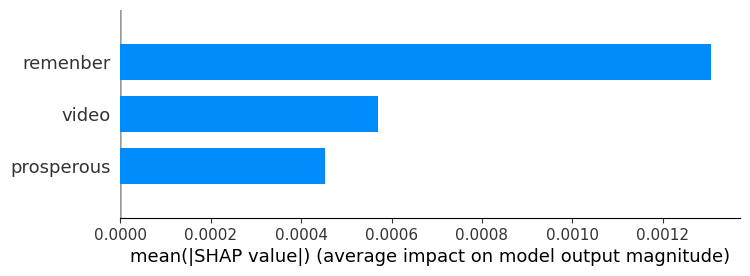 remenber
video
prosperous
0.0000 0.0002 0.0004 0.0006 0.0008 0.0010 0.0012
mean(|SHAP value|) (average impact on model output magnitude)